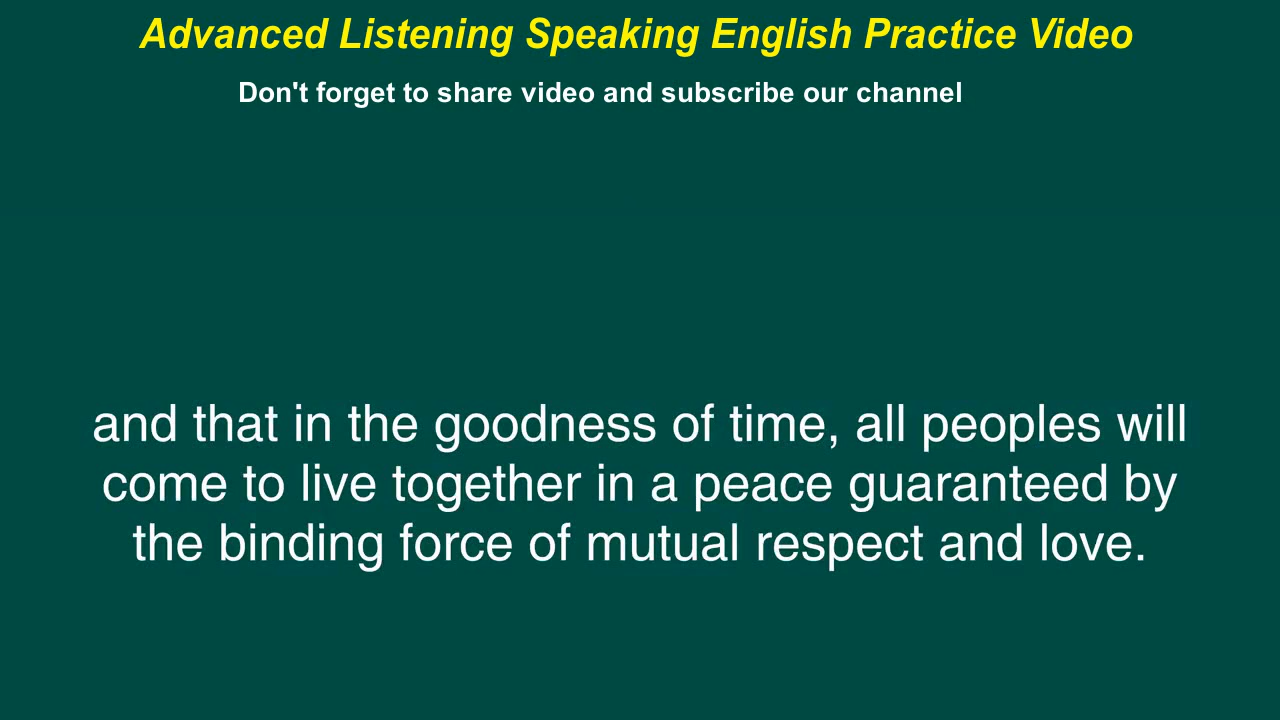 Advanced Listening Speaking English Practice Video
Don't forget to share video and subscribe our channel
and that in the goodness of time, all peoples will
come to live together in a peace guaranteed by
the binding force of mutual respect and love.